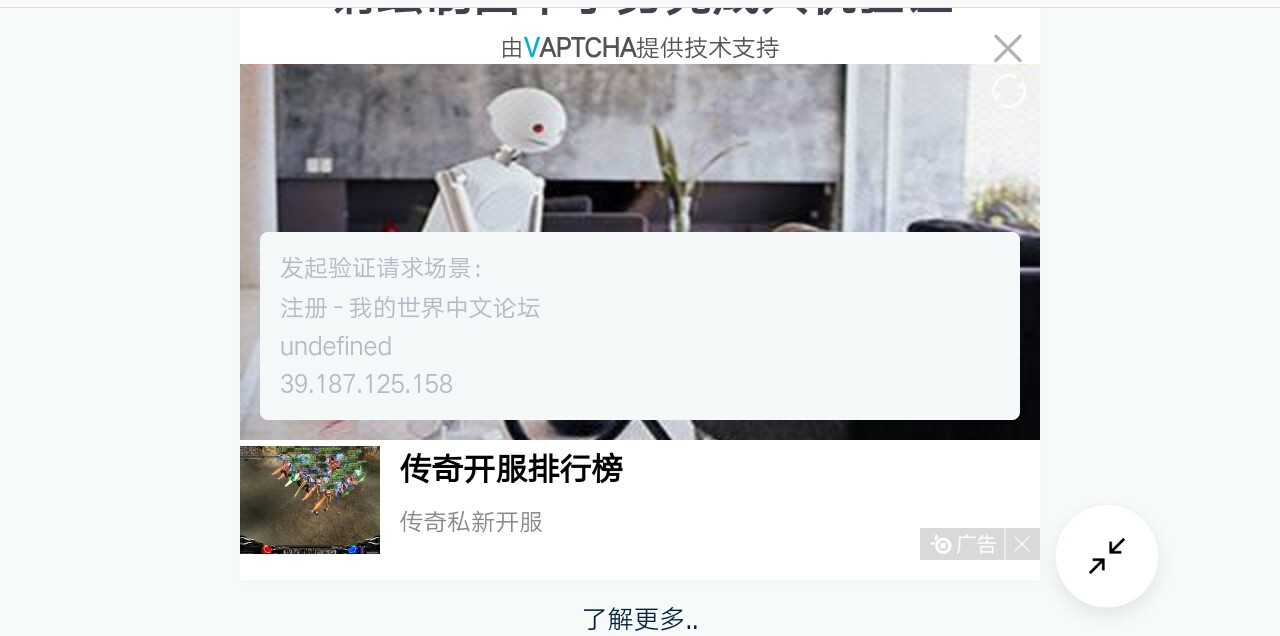 由VAPTCHA提供技术支持
发起验证请求场景:
注册 - 我的世界中文论坛
undefined
39.187.125.158
传奇开服排行榜
传奇私新开服
广告
了解更多..